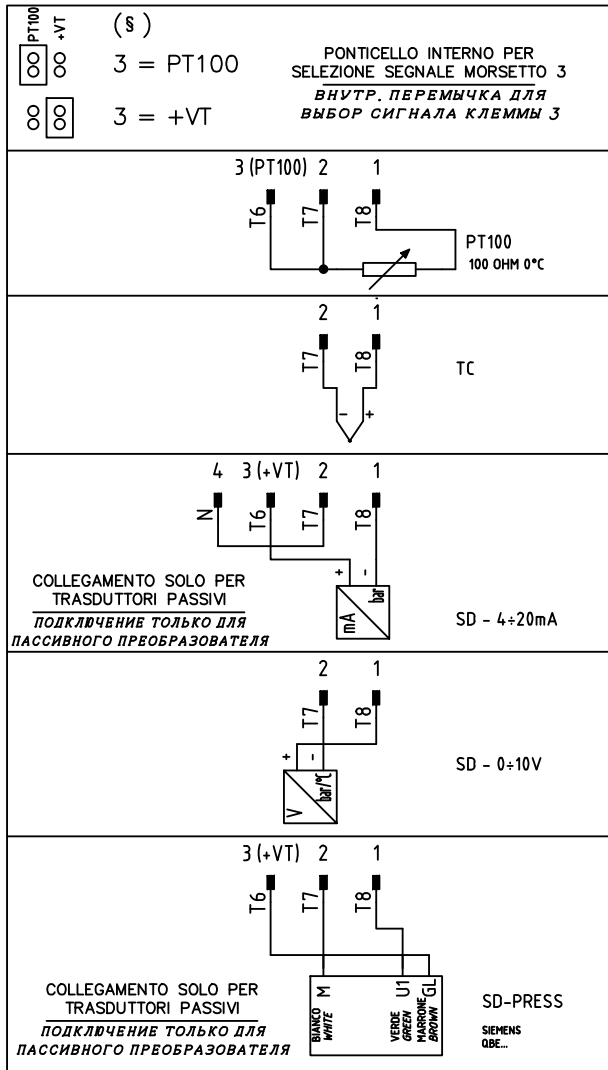 PT100
+VT
(§)
3 = PT100
3 = +VT
PONTICELLO INTERNO PER
SELEZIONE SEGNALE MORSETTO 3
ВНУТР. ПЕРЕМЫЧКА ДЛЯ
ВЫБОР СИГНАЛА КЛЕММЫ 3
3 (PT100) 2 1
T6 T7 T8
PT100
100 OHM 0°C
2 1
T7 T8
- +
TC
4 3 (+VT) 2 1
N T6 T7 T8
+ -
mA bar
COLLEGAMENTO SOLO PER
TRASDUTTORI PASSIVI
ПОДКЛЮЧЕНИЕ ТОЛЬКО ДЛЯ
ПАССИВНОГО ПРЕОБРАЗОВАТЕЛЯ
SD - 4÷20mA
2 1
T7 T8
+ -
V bar/°C
SD - 0÷10V
3 (+VT) 2 1
T6 T7 T8
M U1 GL
BIANCO
WHITE
VERDE
GREEN
MARRONE
BROWN
COLLEGAMENTO SOLO PER
TRASDUTTORI PASSIVI
ПОДКЛЮЧЕНИЕ ТОЛЬКО ДЛЯ
ПАССИВНОГО ПРЕОБРАЗОВАТЕЛЯ
SD-PRESS
SIEMENS
QBE...